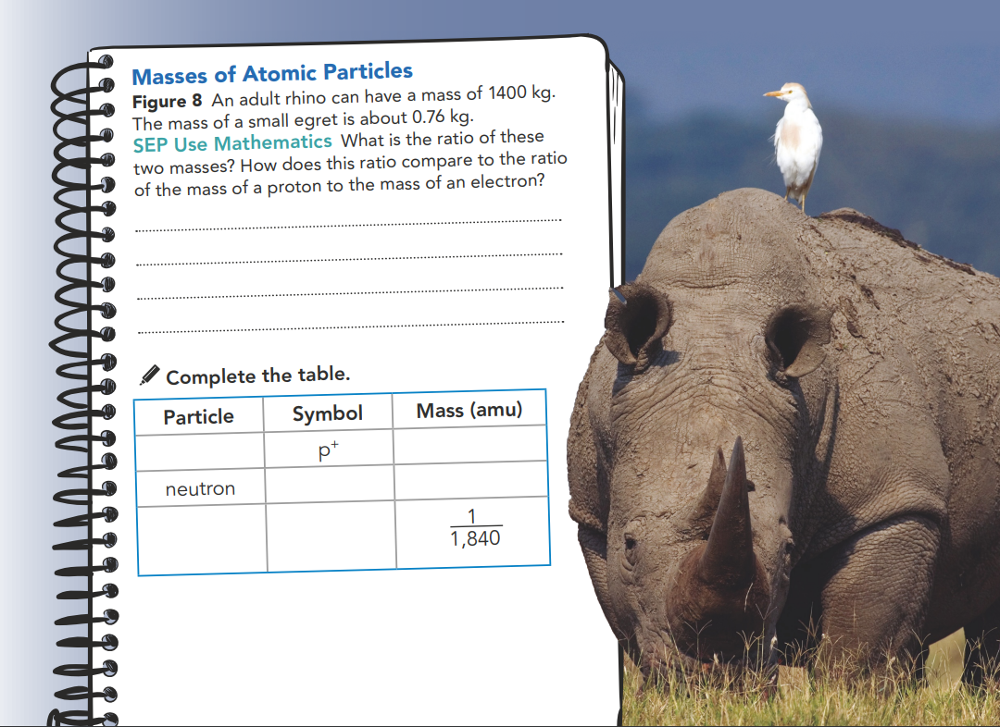 Masses of Atomic Particles
Figure 8 An adult rhino can have a mass of 1400 kg.
The mass of a small egret is about 0.76 kg.
SEP Use Mathematics What is the ratio of these
two masses? How does this ratio compare to the ratio
of the mass of a proton to the mass of an electron?
Complete the table.
Particle Symbol Mass (amu)
p⁺
neutron
1
1,840